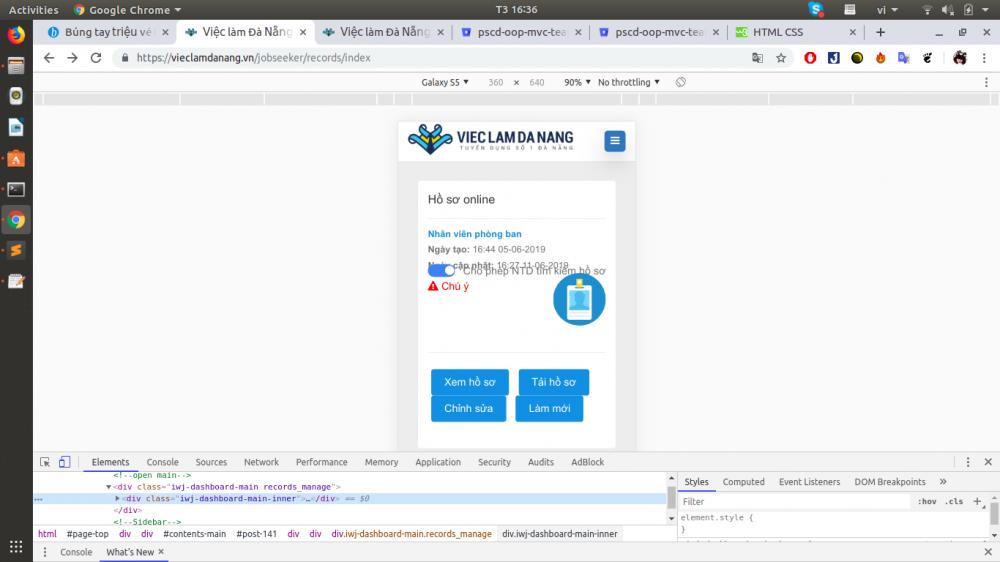 Activities Google Chrome T3 16:36 vi
Búng tay triệu vé Việc làm Đà Nẵng Việc làm Đà Nẵng pscd-oop-mvc-tea pscd-oop-mvc-tea HTML CSS
https://vieclamdanang.vn/jobseeker/records/index
Galaxy S5 360 × 640 90% No throttling
VIEC LAM DA NANG
TUYỂN DỤNG SỐ 1 ĐÀ NẴNG
Hồ sơ online
Nhân viên phòng ban
Ngày tạo: 16:44 05-06-2019
Ngày cập nhật: 16:27 11-06-2019
Cho phép NTD tìm kiếm hồ sơ
Chú ý
Xem hồ sơ Tải hồ sơ
Chỉnh sửa Làm mới
Elements Console Sources Network Performance Memory Application Security Audits AdBlock
<!--open main-->
<div class="iwj-dashboard-main records_manage">
<div class="iwj-dashboard-main-inner">…</div> == $0
</div>
<!--Sidebar-->
Styles Computed Event Listeners DOM Breakpoints »
Filter :hov .cls +
element.style {
}
html #page-top div div #contents-main #post-141 div div div.iwj-dashboard-main.records_manage div.iwj-dashboard-main-inner
Console What's New ×